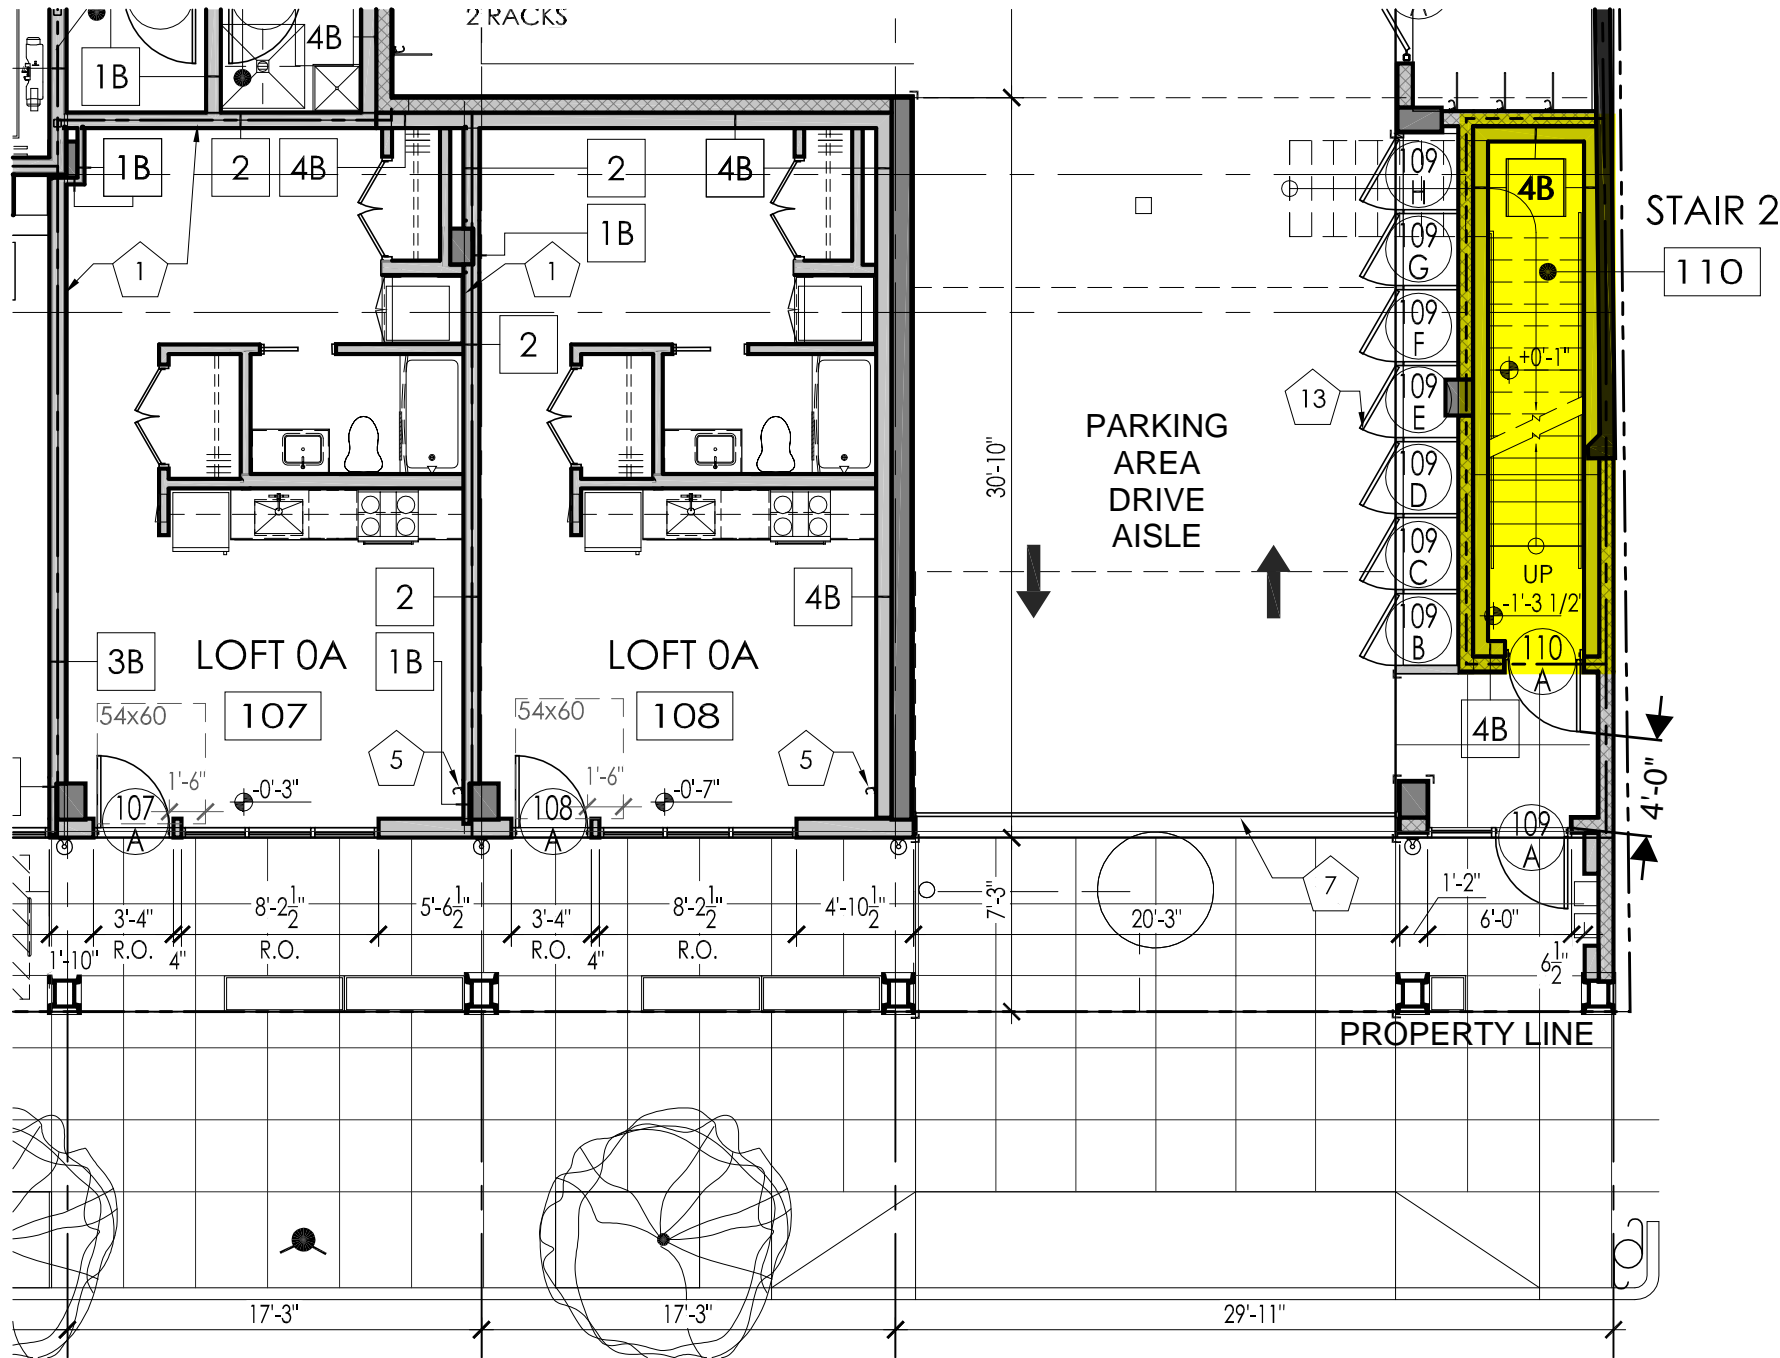 2 RACKS
4B
1B
1B
2
4B
2
4B
109
H
4B
STAIR 2
1B
109
G
110
1
1
109
F
2
+0'-1"
109
E
13
PARKING
AREA
DRIVE
AISLE
30'-10"
109
D
109
C
2
4B
UP
-1'-3 1/2"
109
B
3B
LOFT 0A
1B
LOFT 0A
110
A
107
108
54x60
54x60
4B
5
5
1'-6"
-0'-3"
1'-6"
-0'-7"
4'-0"
107
A
108
A
109
A
7
1'-10"
3'-4"
R.O.
4"
8'-2 1/2"
R.O.
5'-6 1/2"
3'-4"
R.O.
4"
8'-2 1/2"
R.O.
4'-10 1/2"
7'-3"
20'-3"
1'-2"
6'-0"
6 1/2"
PROPERTY LINE
17'-3"
17'-3"
29'-11"